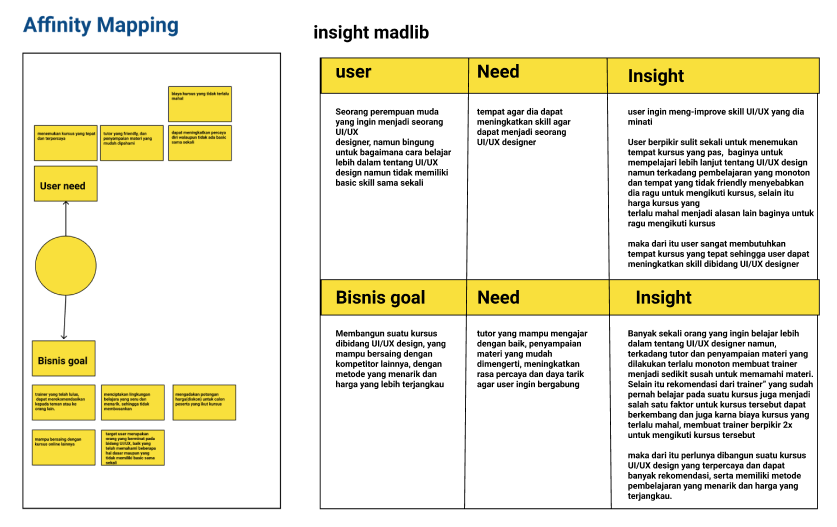 Affinity Mapping
biaya kursus yang tidak terlalu
mahal
menemukan kursus yang tepat
dan terpercaya
tutor yang friendly, dan
penyampaian materi yang
mudah dipahami
dapat meningkatkan percaya
diri walaupun tidak ada basic
sama sekali
User need
Bisnis goal
trainer yang telah lulus,
dapat merekomendasikan
kepada teman atau ke
orang lain.
menciptakan lingkungan
belajara yang seru dan
menarik, sehingga tidak
membosankan
mengadakan potongan
harga(diskon) untuk calon
peserta yang ikut kursus
mampu bersaing dengan
kursus online lainnya
target user merupakan
orang yang berminat pada
bidang UI/UX, baik yang
telah memahami beberapa
hal dasar maupun yang
tidak memiliki basic sama
sekali
insight madlib
user
Need
Insight
Seorang perempuan muda
yang ingin menjadi seorang
UI/UX
designer, namun bingung
untuk bagaimana cara belajar
lebih dalam tentang UI/UX
design namun tidak memiliki
basic skill sama sekali
tempat agar dia dapat
meningkatkan skill agar
dapat menjadi seorang
UI/UX designer
user ingin meng-improve skill UI/UX yang dia
minati
User berpikir sulit sekali untuk menemukan
tempat kursus yang pas, baginya untuk
mempelajari lebih lanjut tentang UI/UX design
namun terkadang pembelajaran yang monoton
dan tempat yang tidak friendly menyebabkan
dia ragu untuk mengikuti kursus, selain itu
harga kursus yang
terlalu mahal menjadi alasan lain baginya untuk
ragu mengikuti kursus
maka dari itu user sangat membutuhkan
tempat kursus yang tepat sehingga user dapat
meningkatkan skill dibidang UI/UX designer
Bisnis goal
Need
Insight
Membangun suatu kursus
dibidang UI/UX design, yang
mampu bersaing dengan
kompetitor lainnya, dengan
metode yang menarik dan
harga yang lebih terjangkau
tutor yang mampu mengajar
dengan baik, penyampaian
materi yang mudah
dimengerti, meningkatkan
rasa percaya dan daya tarik
agar user ingin bergabung
Banyak sekali orang yang ingin belajar lebih
dalam tentang UI/UX designer namun,
terkadang tutor dan penyampaian materi yang
dilakukan terlalu monoton membuat trainer
menjadi sedikit susah untuk memamahi materi.
Selain itu rekomendasi dari trainer" yang sudah
pernah belajar pada suatu kursus juga menjadi
salah satu faktor untuk kursus tersebut dapat
berkembang dan juga karna biaya kursus yang
terlalu mahal, membuat trainer berpikir 2x
untuk mengikuti kursus tersebut
maka dari itu perlunya dibangun suatu kursus
UI/UX design yang terpercaya dan dapat
banyak rekomendasi, serta memiliki metode
pembelajaran yang menarik dan harga yang
terjangkau.